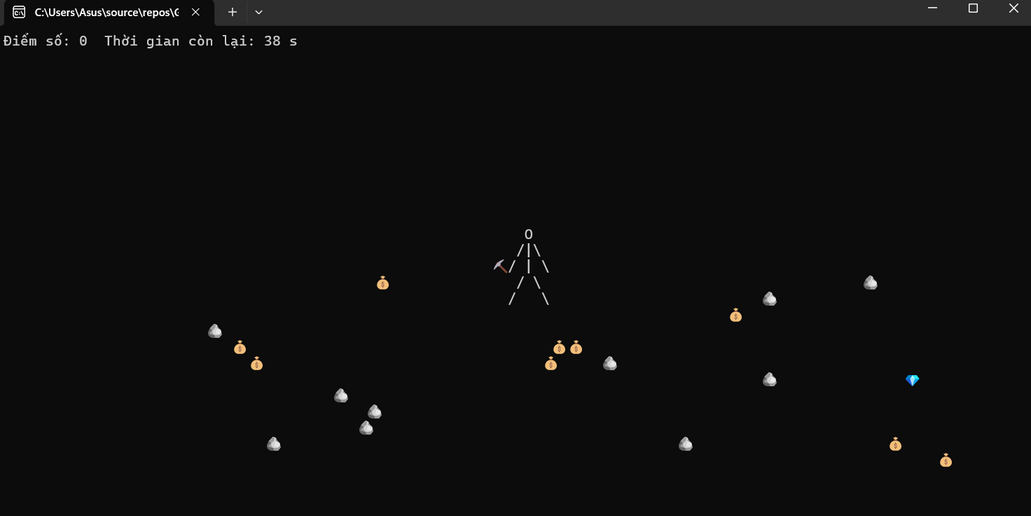 C:\Users\Asus\source\repos\G
Điểm số: 0  Thời gian còn lại: 38 s